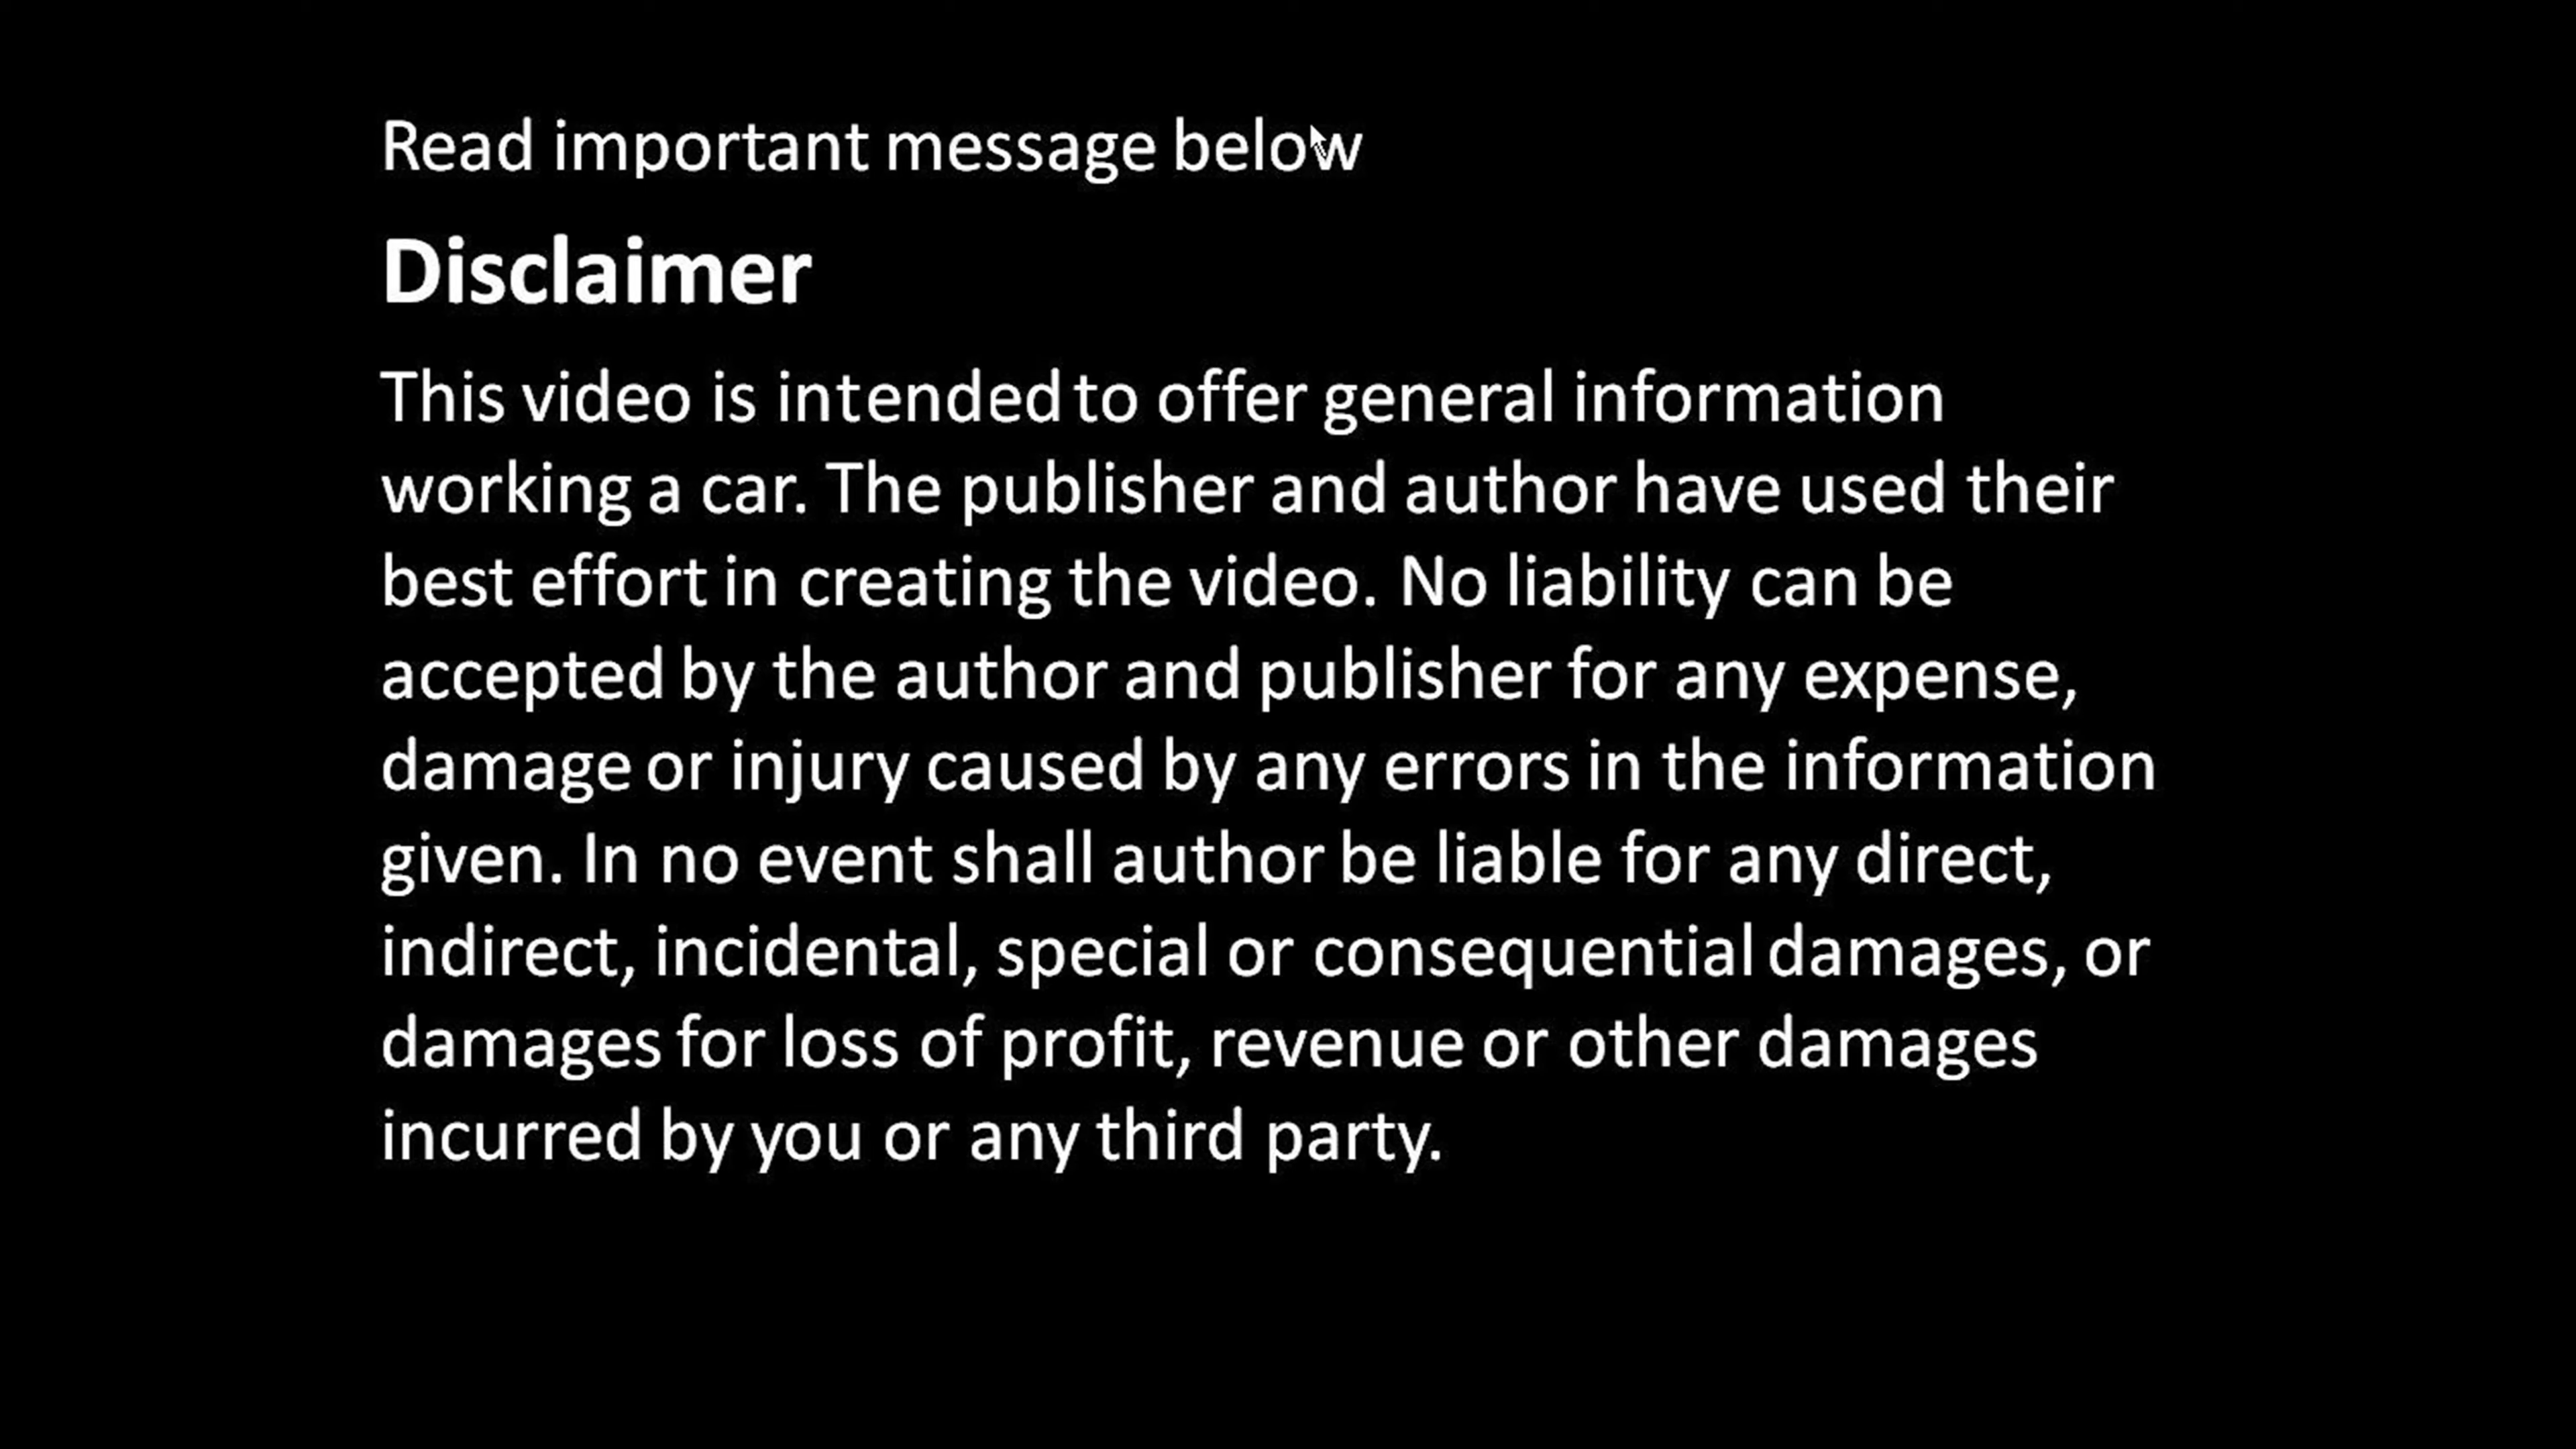 Read important message below
Disclaimer
This video is intended to offer general information
working a car. The publisher and author have used their
best effort in creating the video. No liability can be
accepted by the author and publisher for any expense,
damage or injury caused by any errors in the information
given. In no event shall author be liable for any direct,
indirect, incidental, special or consequential damages, or
damages for loss of profit, revenue or other damages
incurred by you or any third party.